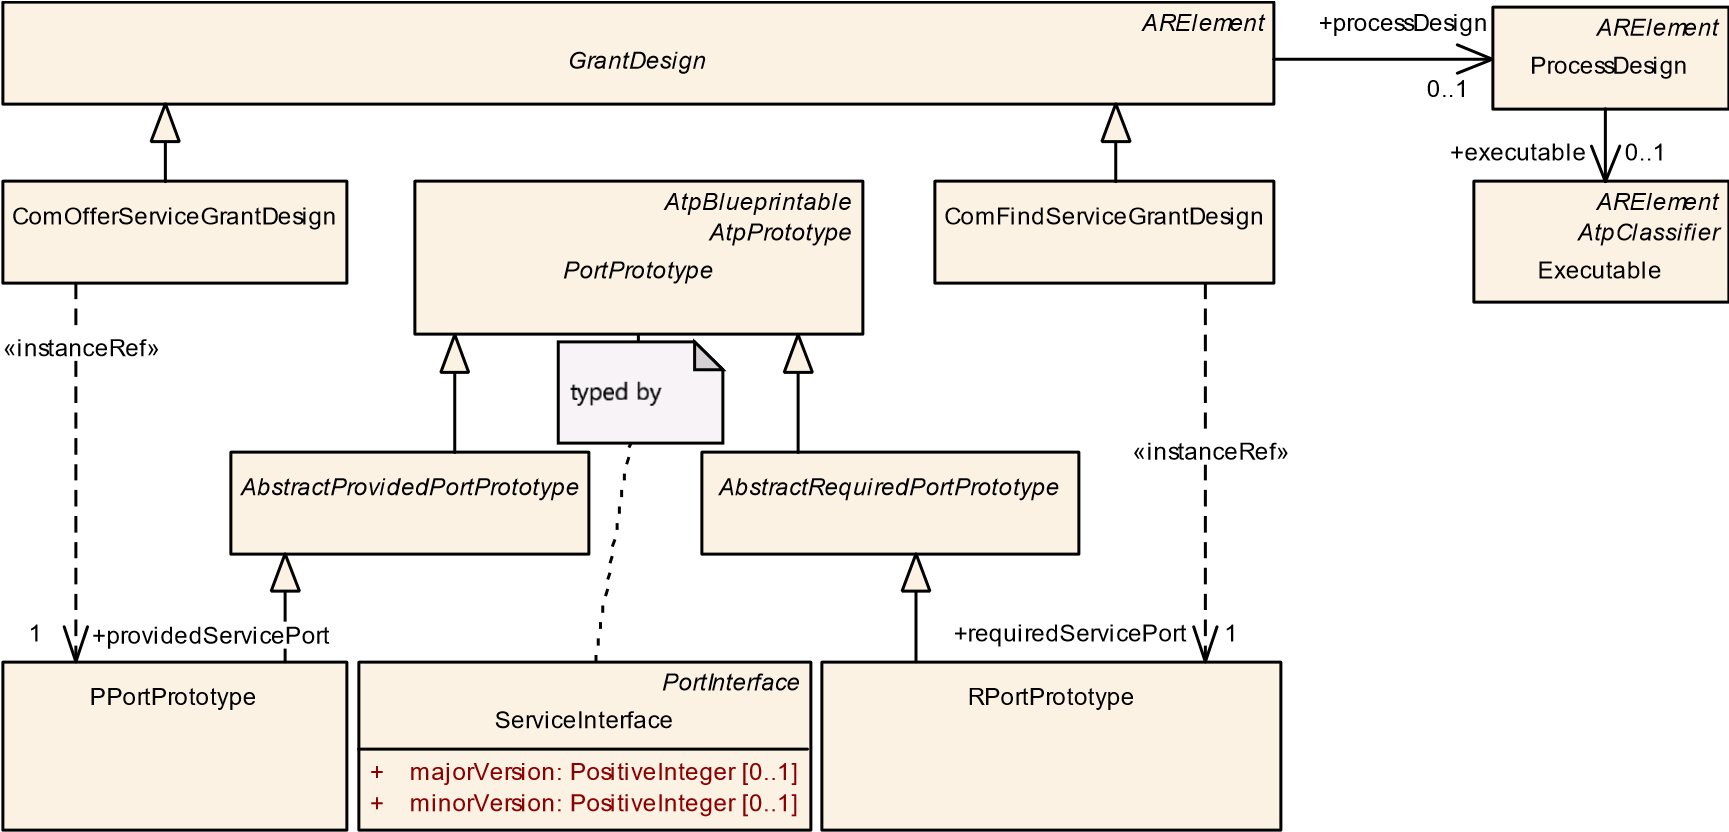 ARElement
GrantDesign
+processDesign
0..1
ARElement
ProcessDesign
+executable
0..1
ComOfferServiceGrantDesign
AtpBlueprintable
AtpPrototype
PortPrototype
ComFindServiceGrantDesign
ARElement
AtpClassifier
Executable
«instanceRef»
typed by
«instanceRef»
AbstractProvidedPortPrototype
AbstractRequiredPortPrototype
1
+providedServicePort
+requiredServicePort
1
PPortPrototype
PortInterface
ServiceInterface
+ majorVersion: PositiveInteger [0..1]
+ minorVersion: PositiveInteger [0..1]
RPortPrototype